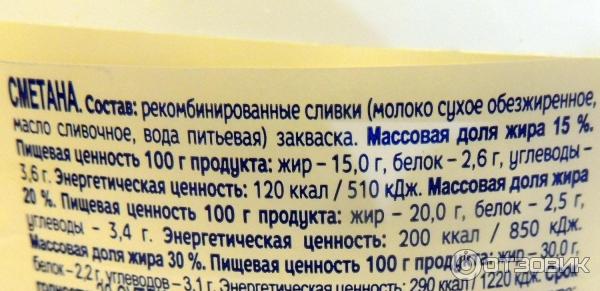 СМЕТАНА. Состав: рекомбинированные сливки (молоко сухое обезжиренное,
масло сливочное, вода питьевая) закваска. Массовая доля жира 15 %.
Пищевая ценность 100 г продукта: жир – 15,0 г, белок – 2,6 г, углеводы –
3,6 г. Энергетическая ценность: 120 ккал / 510 кДж. Массовая доля жира
20 %. Пищевая ценность 100 г продукта: жир – 20,0 г, белок – 2,5 г,
углеводы – 3,4 г. Энергетическая ценность: 200 ккал / 850 кДж.
Массовая доля жира 30 %. Пищевая ценность 100 г продукта: жир – 30,0 г,
белок – 2,2 г, углеводов – 3,1 г. Энергетическая ценность: 290 ккал / 1220 кДж. Срок
ОТЗОВИК